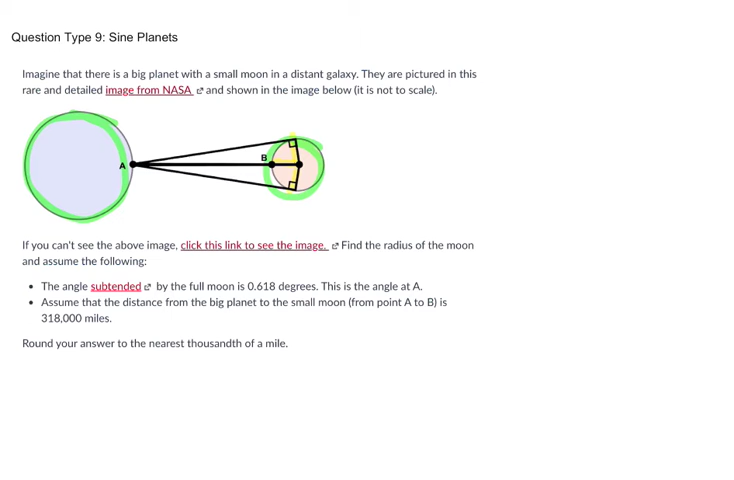 Question Type 9: Sine Planets
Imagine that there is a big planet with a small moon in a distant galaxy. They are pictured in this
rare and detailed image from NASA and shown in the image below (it is not to scale).
A
B
If you can't see the above image, click this link to see the image. Find the radius of the moon
and assume the following:
• The angle subtended by the full moon is 0.618 degrees. This is the angle at A.
• Assume that the distance from the big planet to the small moon (from point A to B) is
318,000 miles.
Round your answer to the nearest thousandth of a mile.